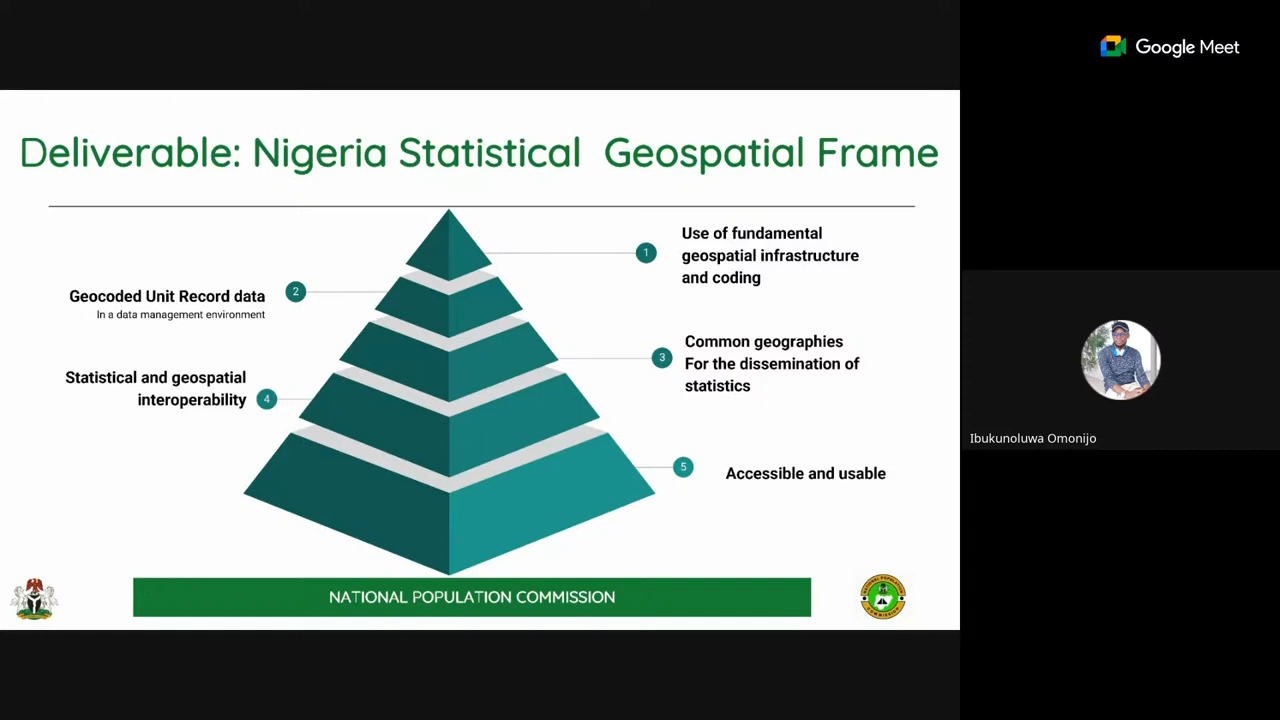 Google Meet
Deliverable: Nigeria Statistical Geospatial Frame
1
Use of fundamental
geospatial infrastructure
and coding
2
Geocoded Unit Record data
In a data management environment
3
Common geographies
For the dissemination of
statistics
4
Statistical and geospatial
interoperability
5
Accessible and usable
NATIONAL POPULATION COMMISSION
Ibukunoluwa Omonijo